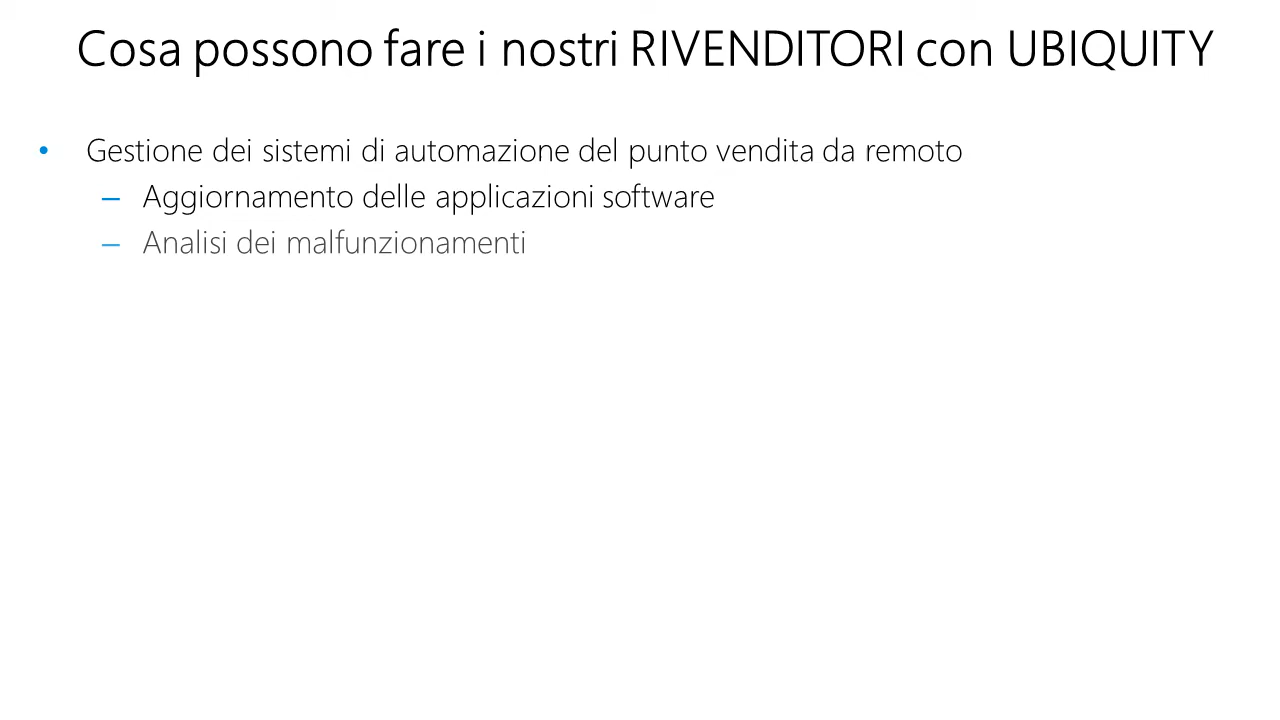 Cosa possono fare i nostri RIVENDITORI con UBIQUITY
• Gestione dei sistemi di automazione del punto vendita da remoto
– Aggiornamento delle applicazioni software
– Analisi dei malfunzionamenti